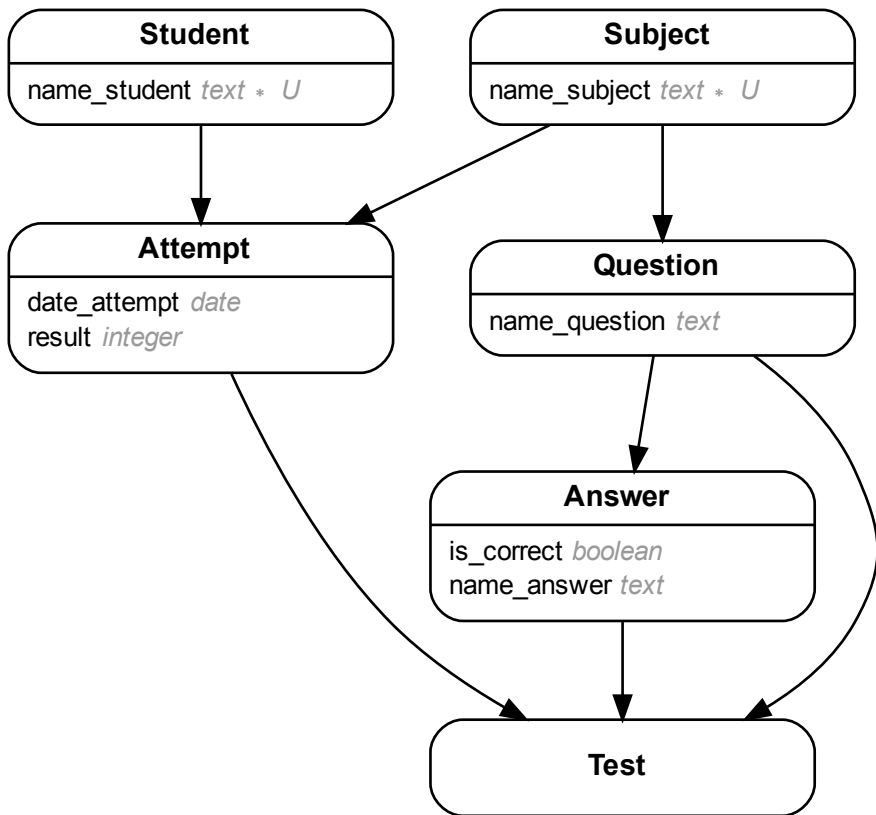 Student
name_student text * U
Subject
name_subject text * U
Attempt
date_attempt date
result integer
Question
name_question text
Answer
is_correct boolean
name_answer text
Test